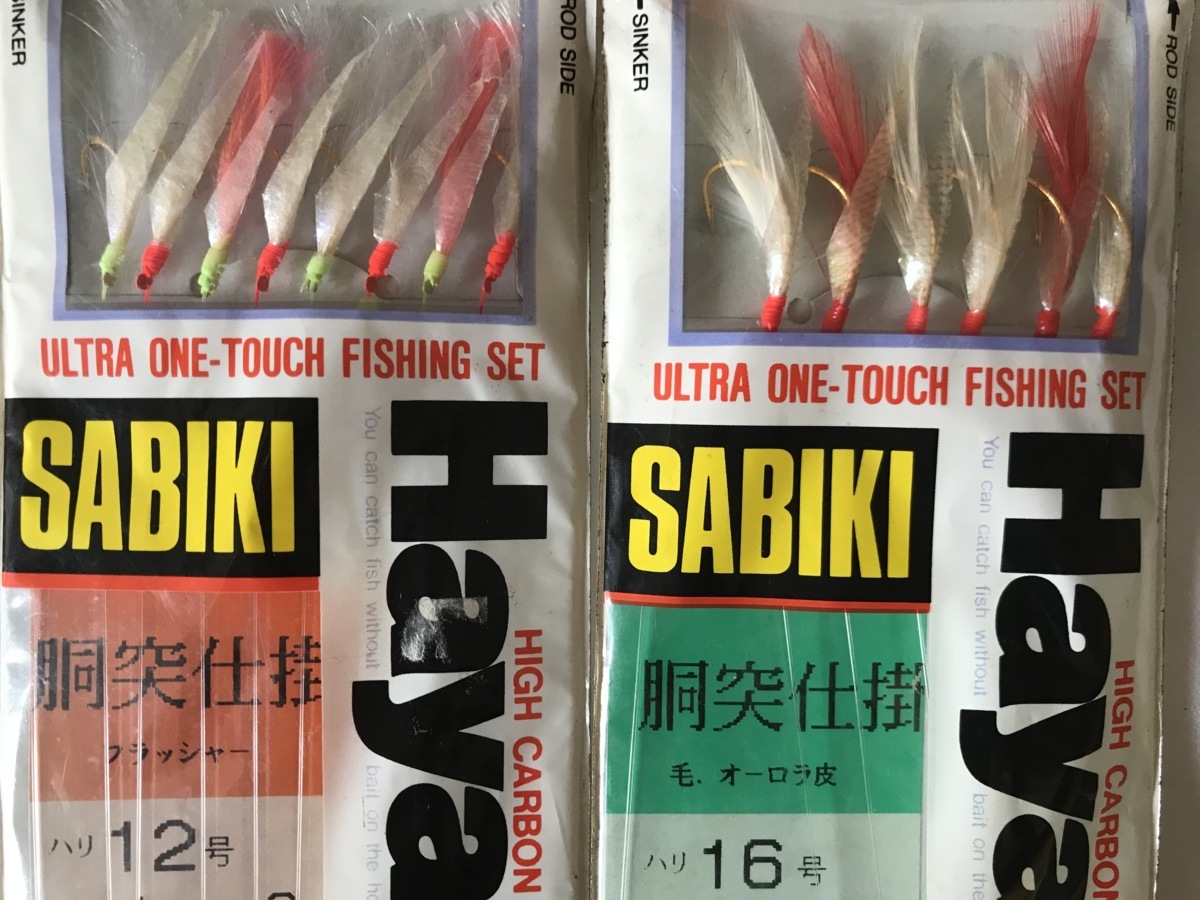 SINKER
ROD SIDE
ULTRA ONE-TOUCH FISHING SET
SABIKI
Haya
HIGH CARBON
You can catch fish without bait on the
胴突仕掛
フラッシャー
ハリ 12号
SINKER
ROD SIDE
ULTRA ONE-TOUCH FISHING SET
SABIKI
Haya
HIGH CARBON
You can catch fish without bait on the
胴突仕掛
毛、オーロラ皮
ハリ 16号